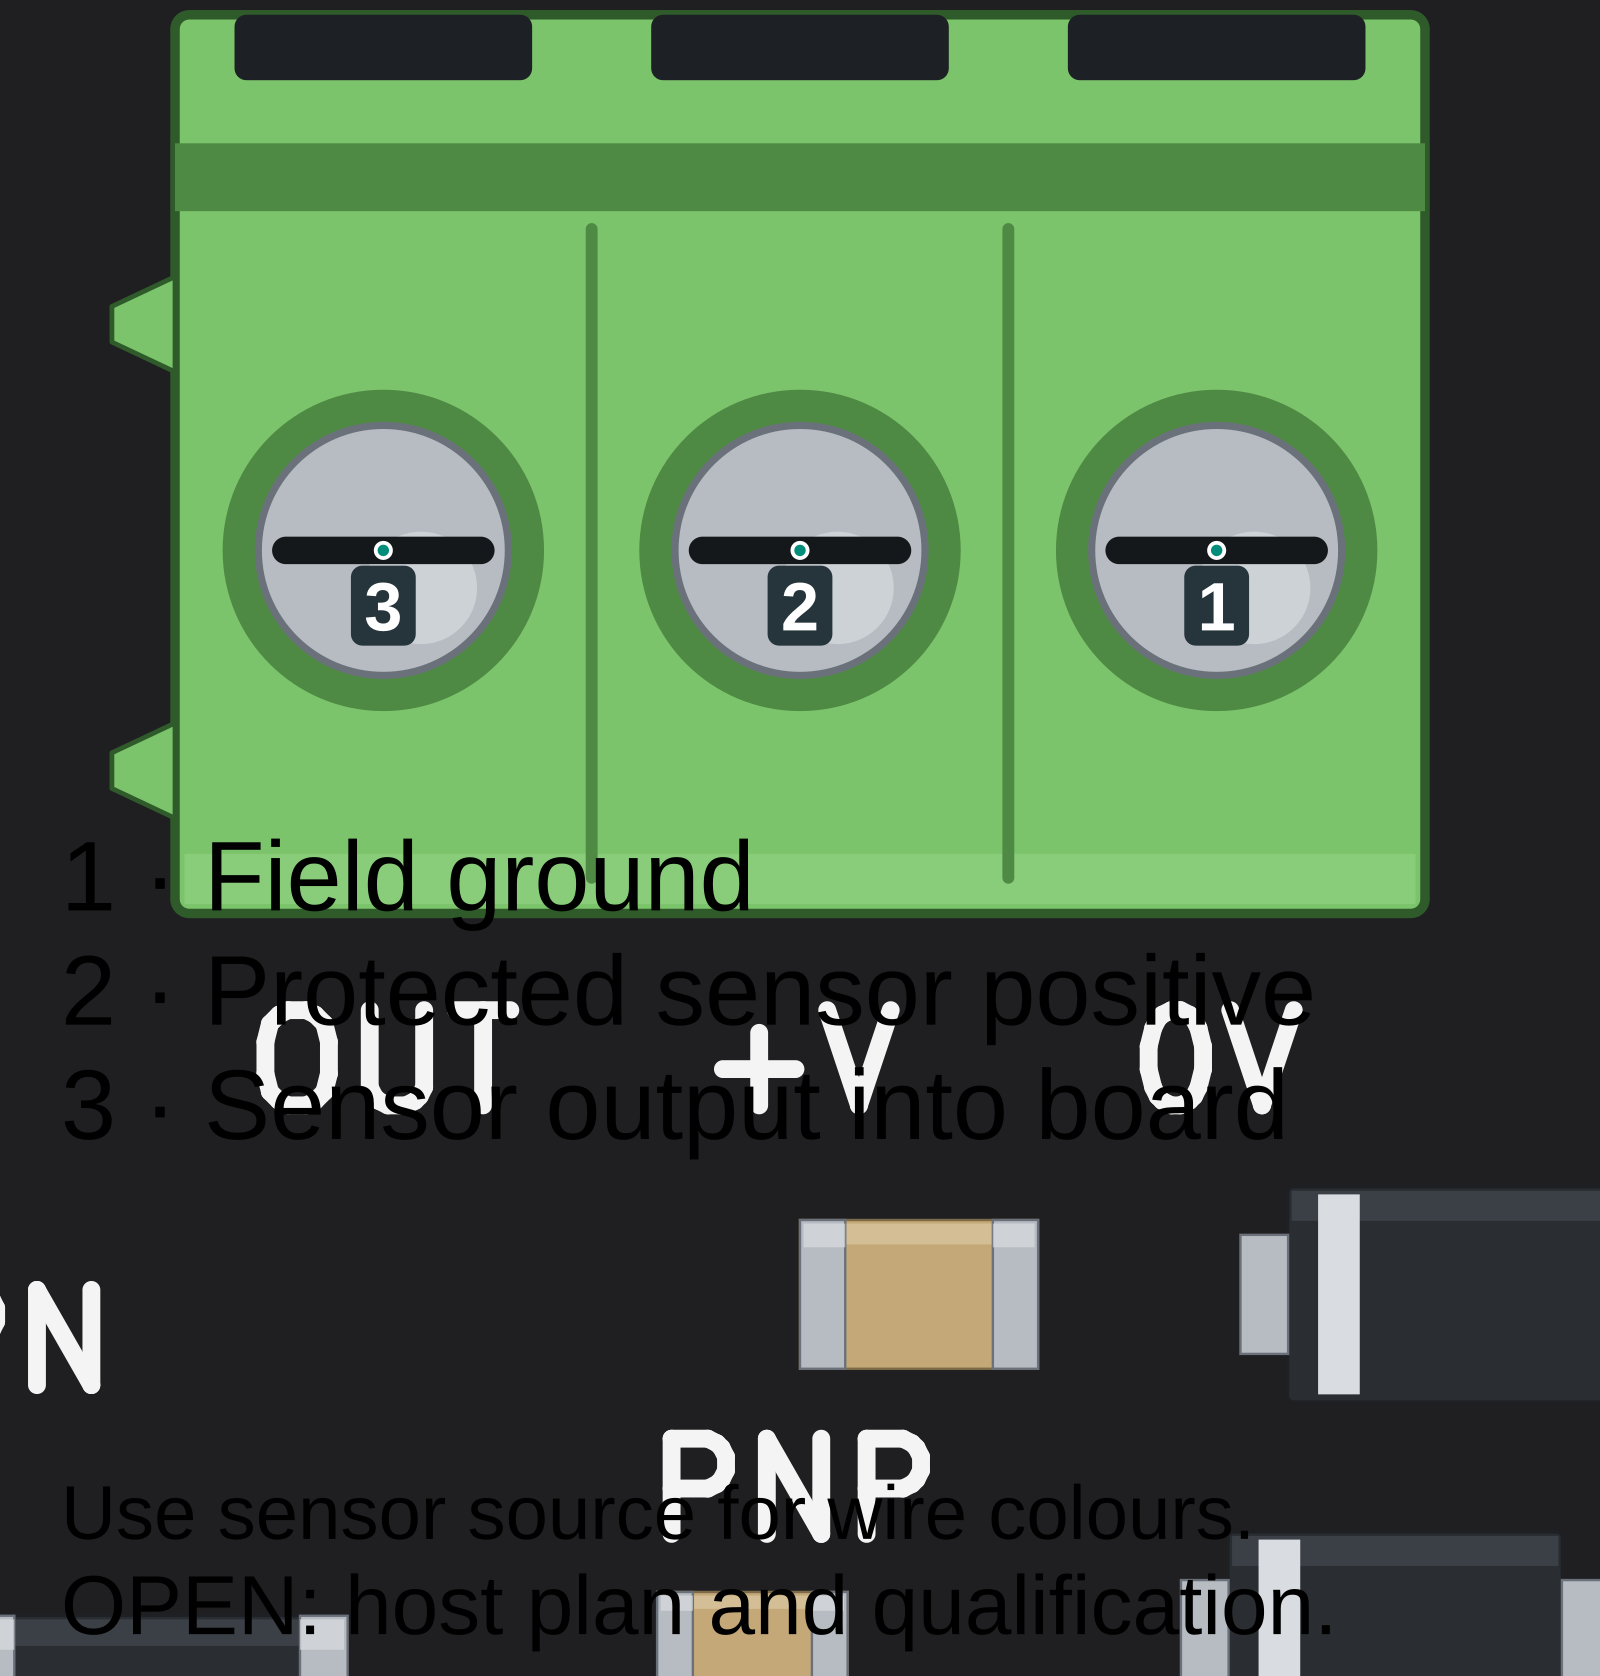 3 2 1
1 · Field ground
2 · Protected sensor positive
OUT +V 0V
3 · Sensor output into board
N
PNP
Use sensor source for wire colours.
OPEN: host plan and qualification.